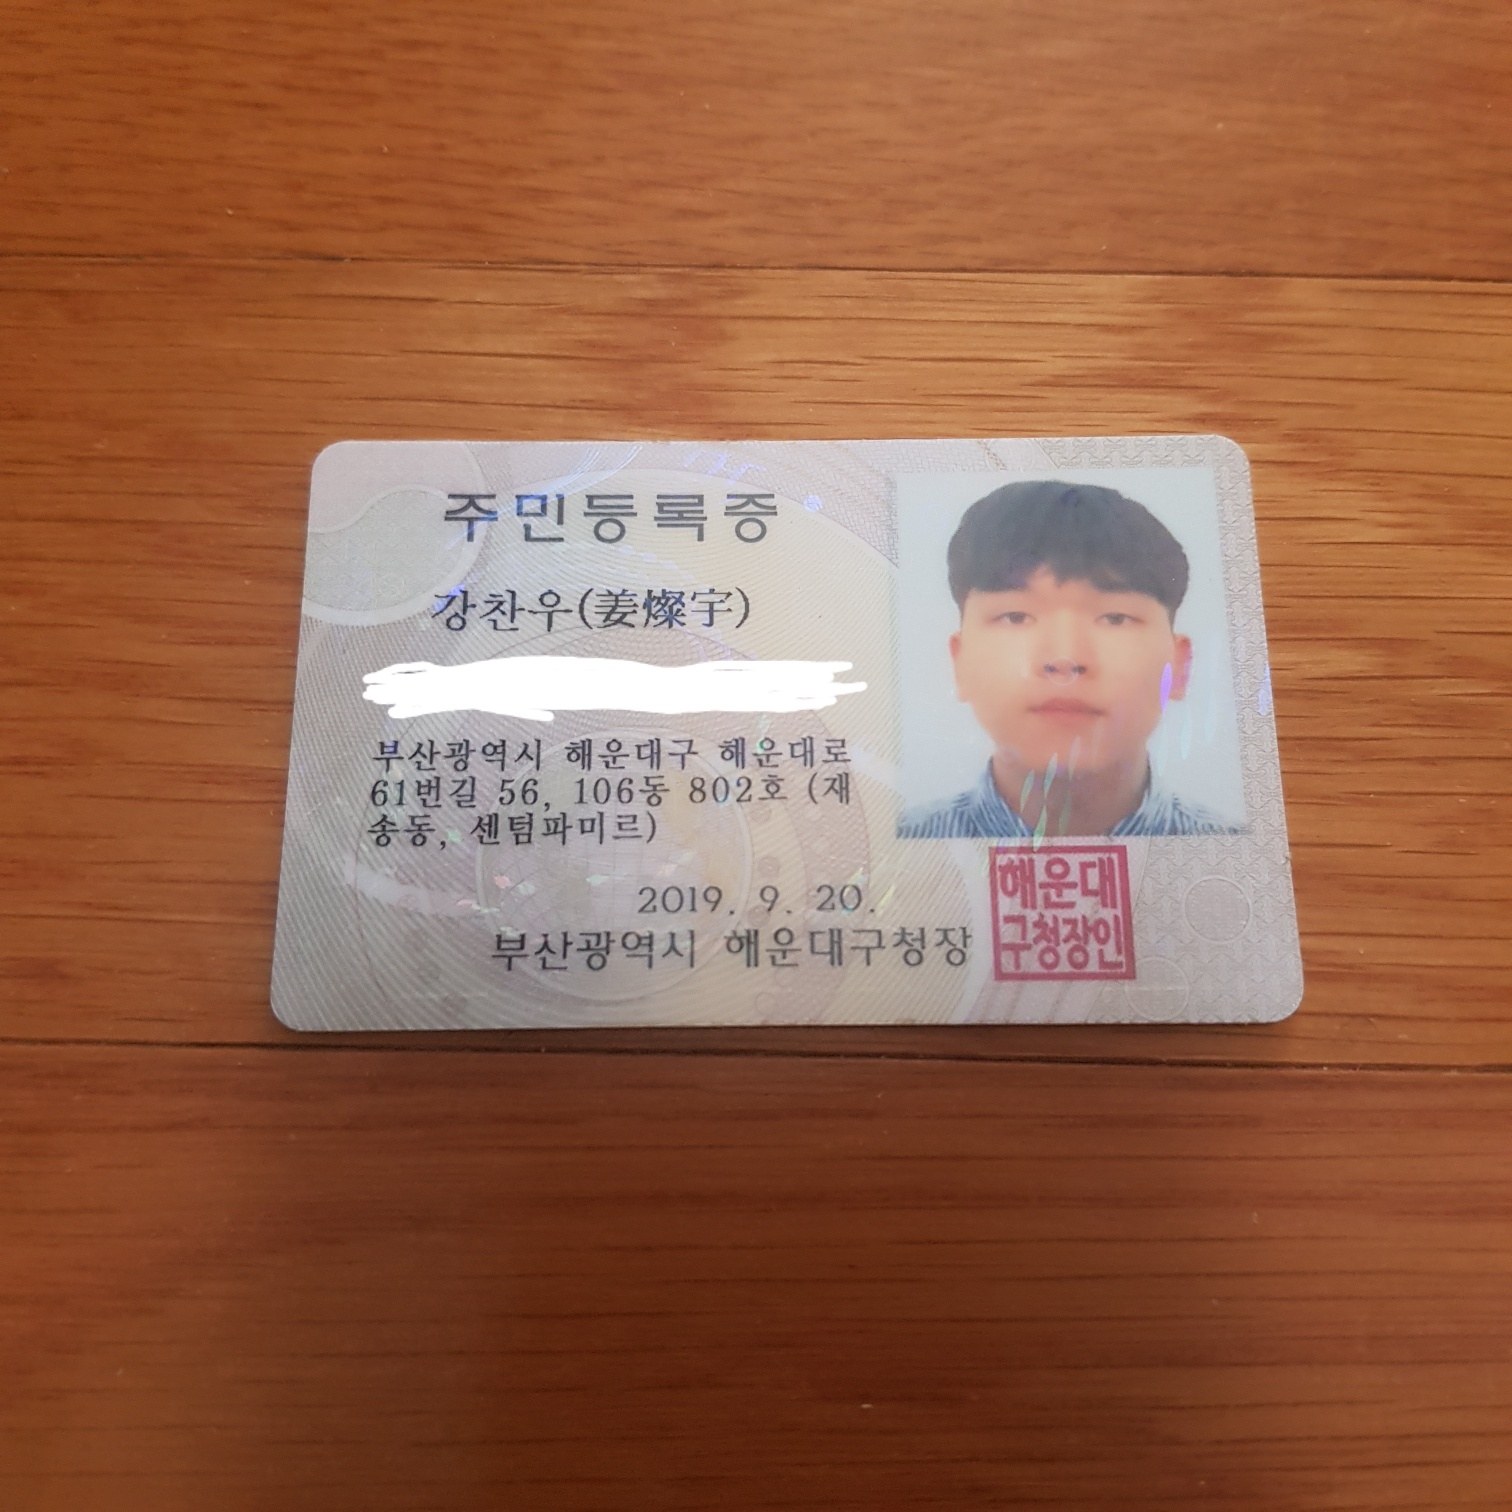 주민등록증
강찬우(姜燦宇)
부산광역시 해운대구 해운대로
61번길 56, 106동 802호 (재
송동, 센텀파미르)
2019. 9. 20.
부산광역시 해운대구청장
해운대
구청장인